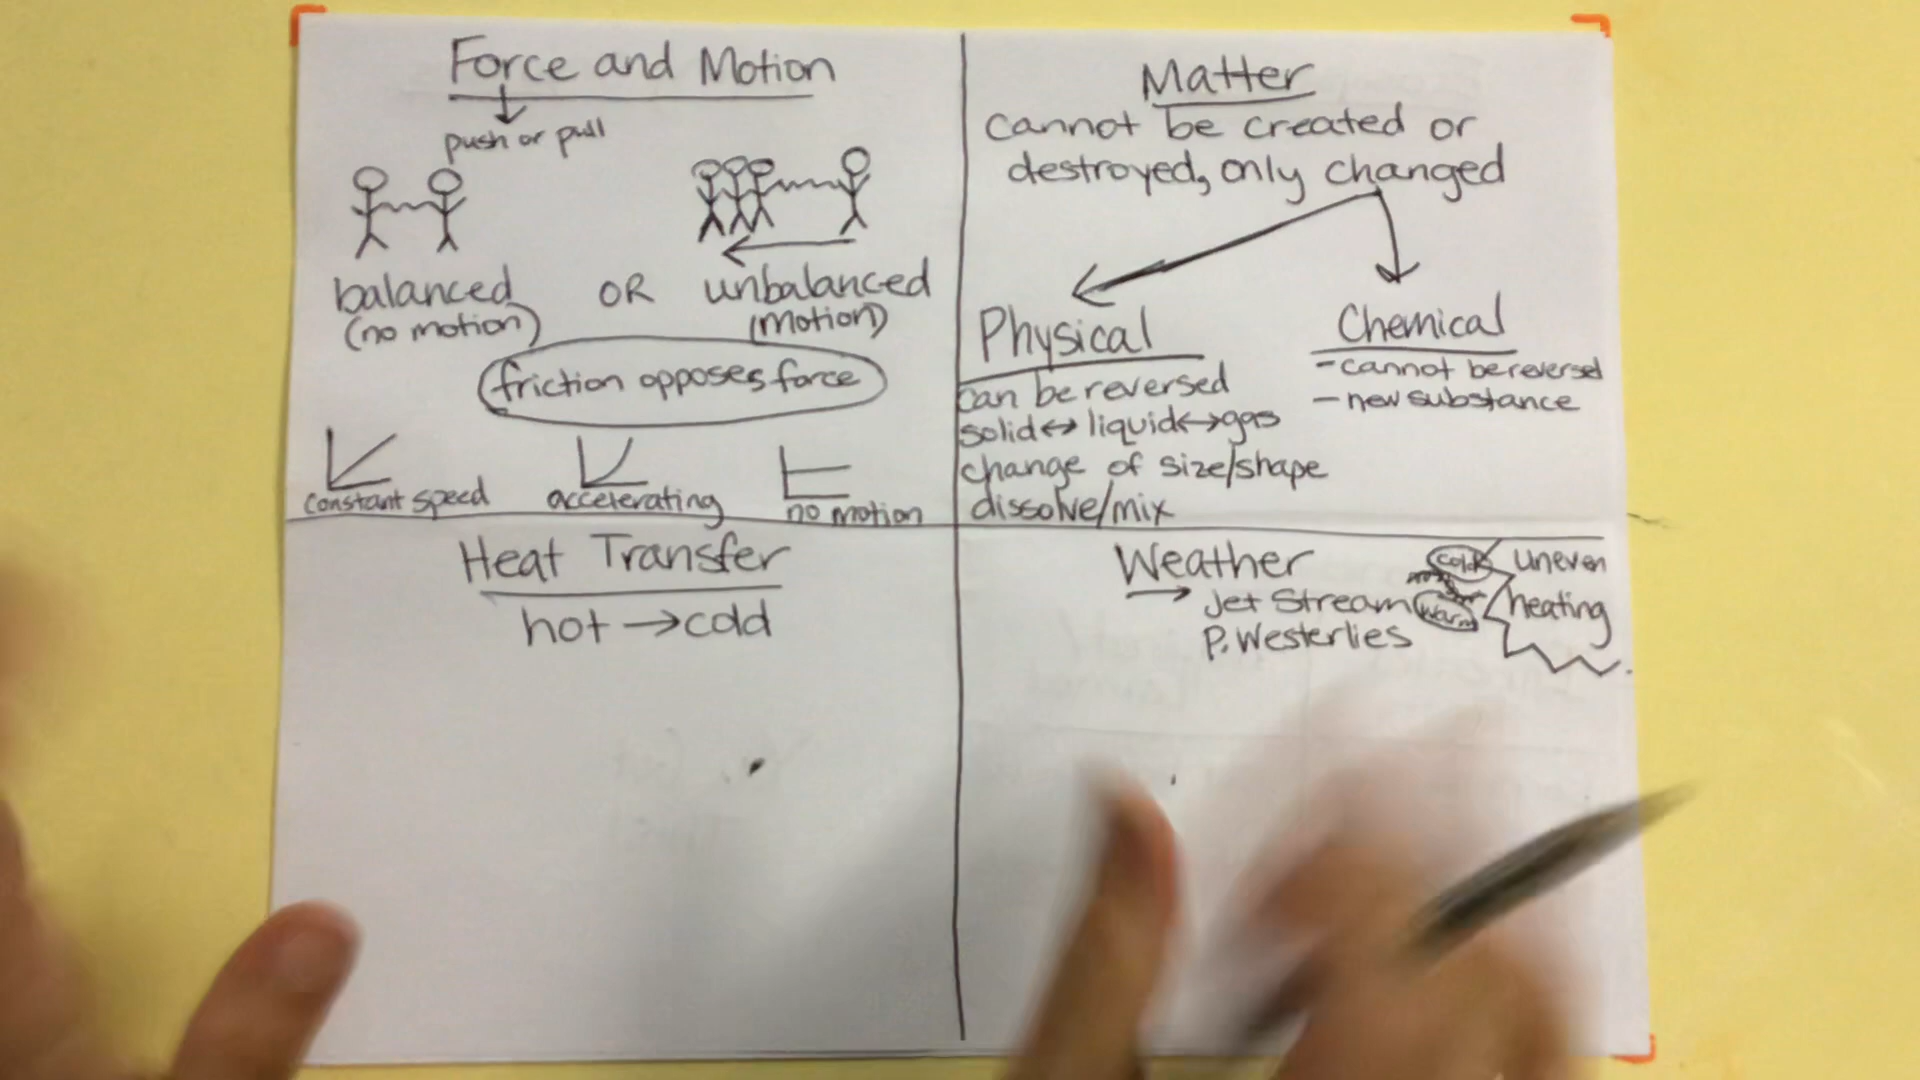 Force and Motion
push or pull
balanced OR unbalanced
(no motion) (motion)
friction opposes force
constant speed accelerating no motion
Matter
cannot be created or
destroyed, only changed
Physical
can be reversed
solid ↔ liquid ↔ gas
change of size/shape
dissolve/mix
Chemical
- cannot be reversed
- new substance
Heat Transfer
hot → cold
Weather
→ Jet Stream
P. Westerlies
cold
warm
uneven
heating